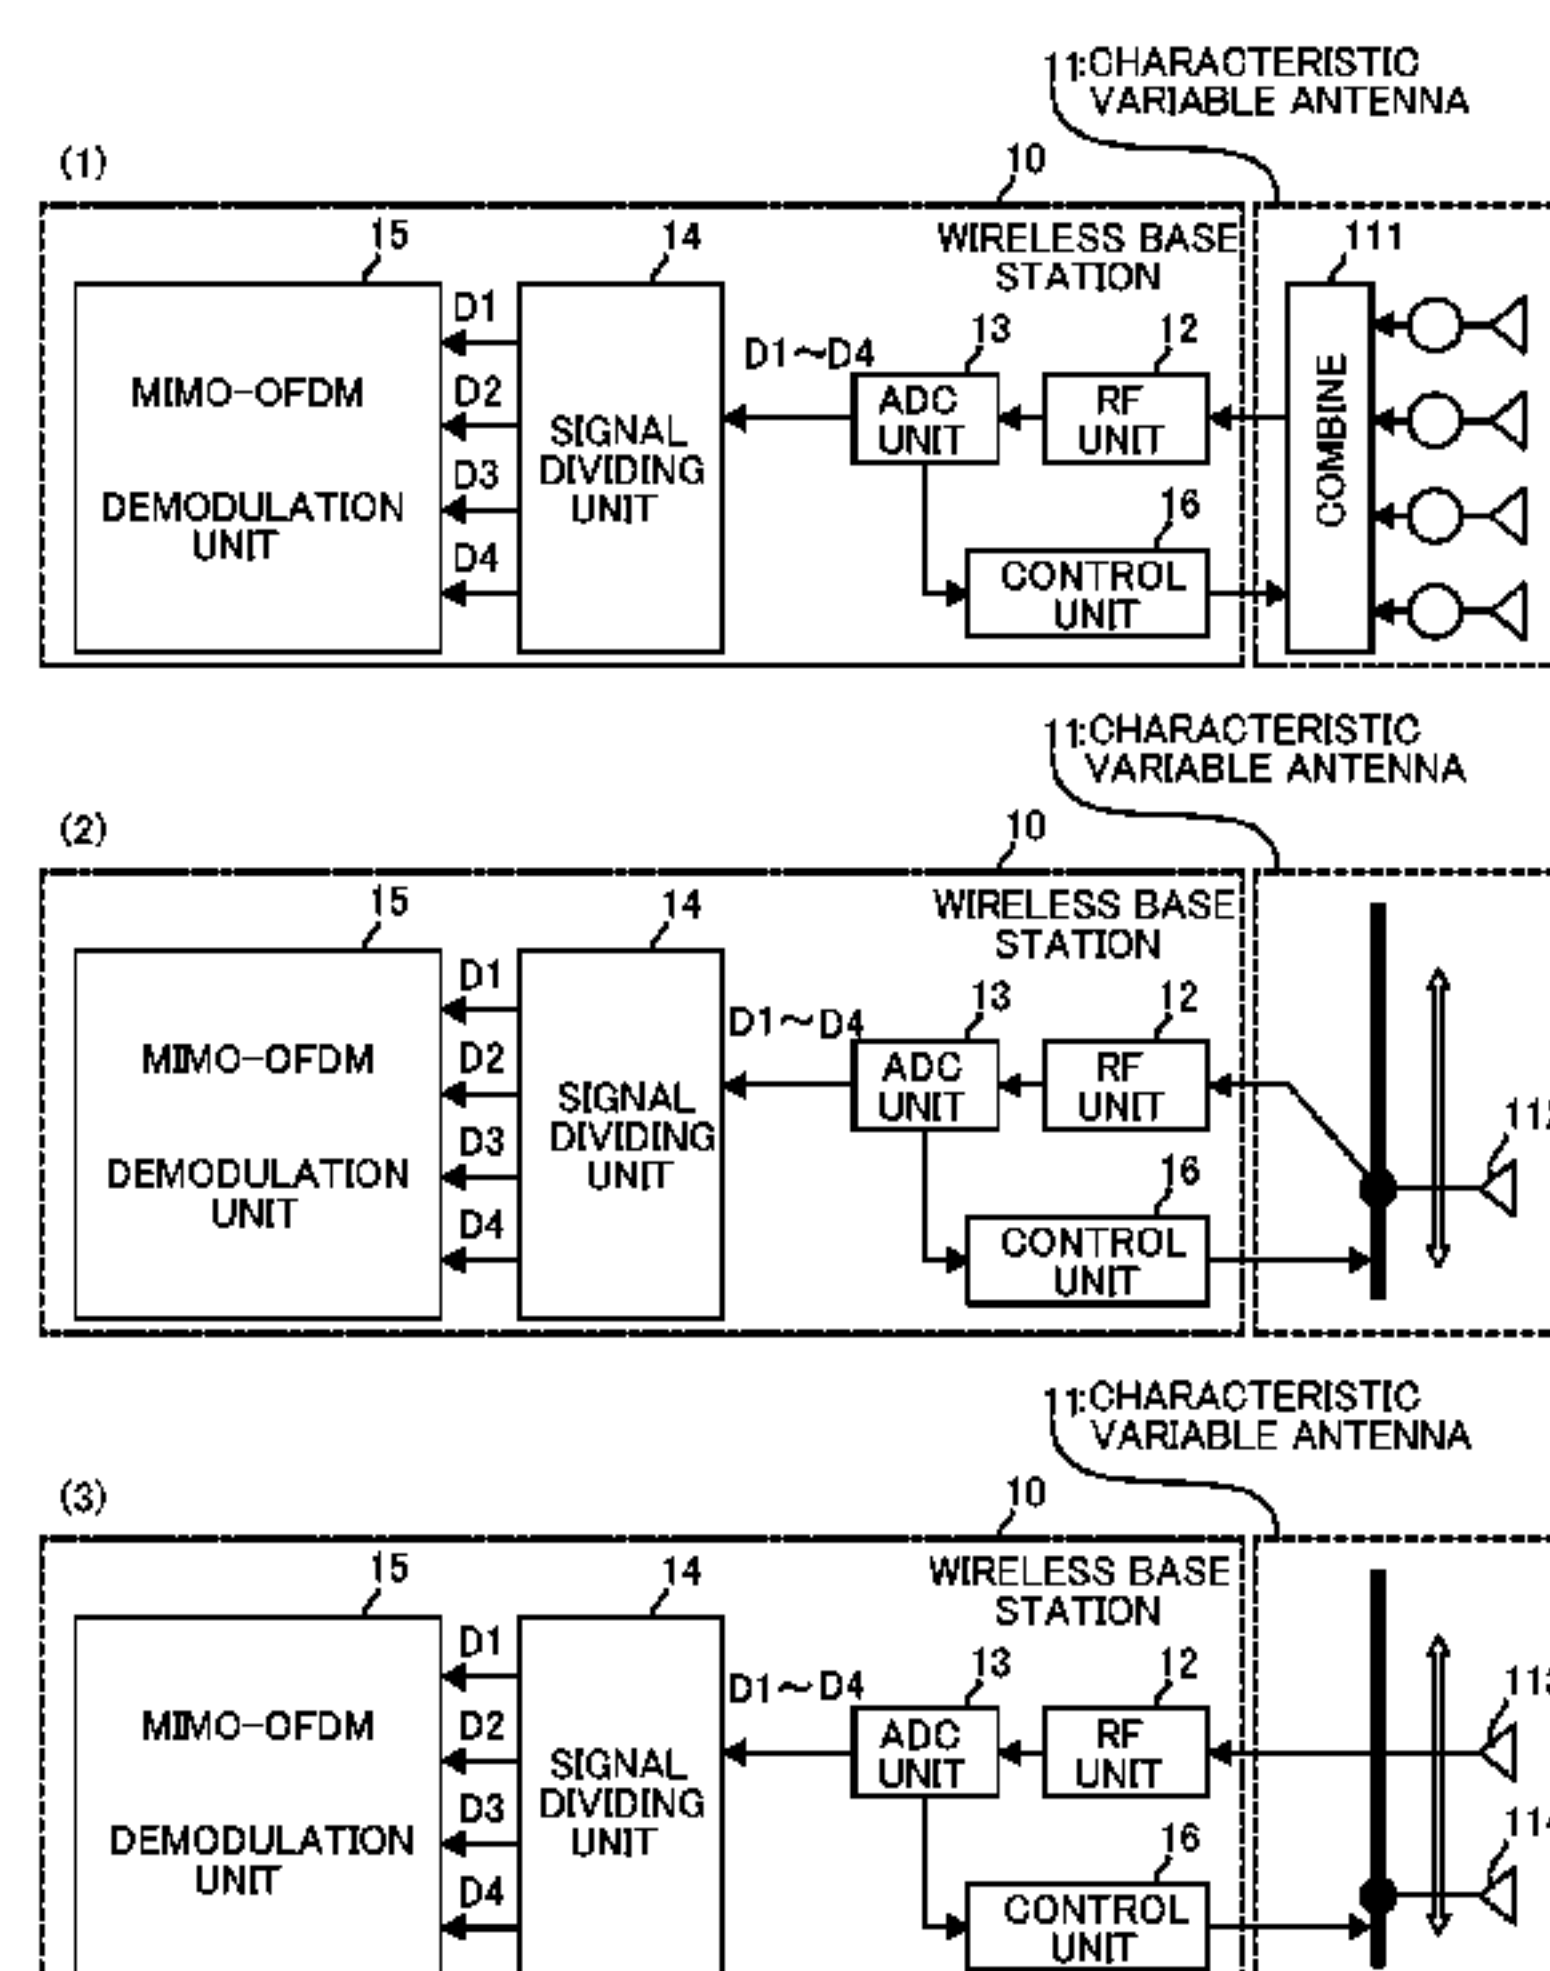 11:CHARACTERISTIC
VARIABLE ANTENNA
(1)
10
15
14
WIRELESS BASE
STATION
111
D1
D2
D3
D4
MIMO-OFDM
DEMODULATION
UNIT
SIGNAL
DIVIDING
UNIT
D1~D4
13
ADC
UNIT
12
RF
UNIT
16
CONTROL
UNIT
COMBINE
11:CHARACTERISTIC
VARIABLE ANTENNA
(2)
10
15
14
WIRELESS BASE
STATION
D1
D2
D3
D4
MIMO-OFDM
DEMODULATION
UNIT
SIGNAL
DIVIDING
UNIT
D1~D4
13
ADC
UNIT
12
RF
UNIT
16
CONTROL
UNIT
11:CHARACTERISTIC
VARIABLE ANTENNA
(3)
10
15
14
WIRELESS BASE
STATION
D1
D2
D3
D4
MIMO-OFDM
DEMODULATION
UNIT
SIGNAL
DIVIDING
UNIT
D1~D4
13
ADC
UNIT
12
RF
UNIT
16
CONTROL
UNIT